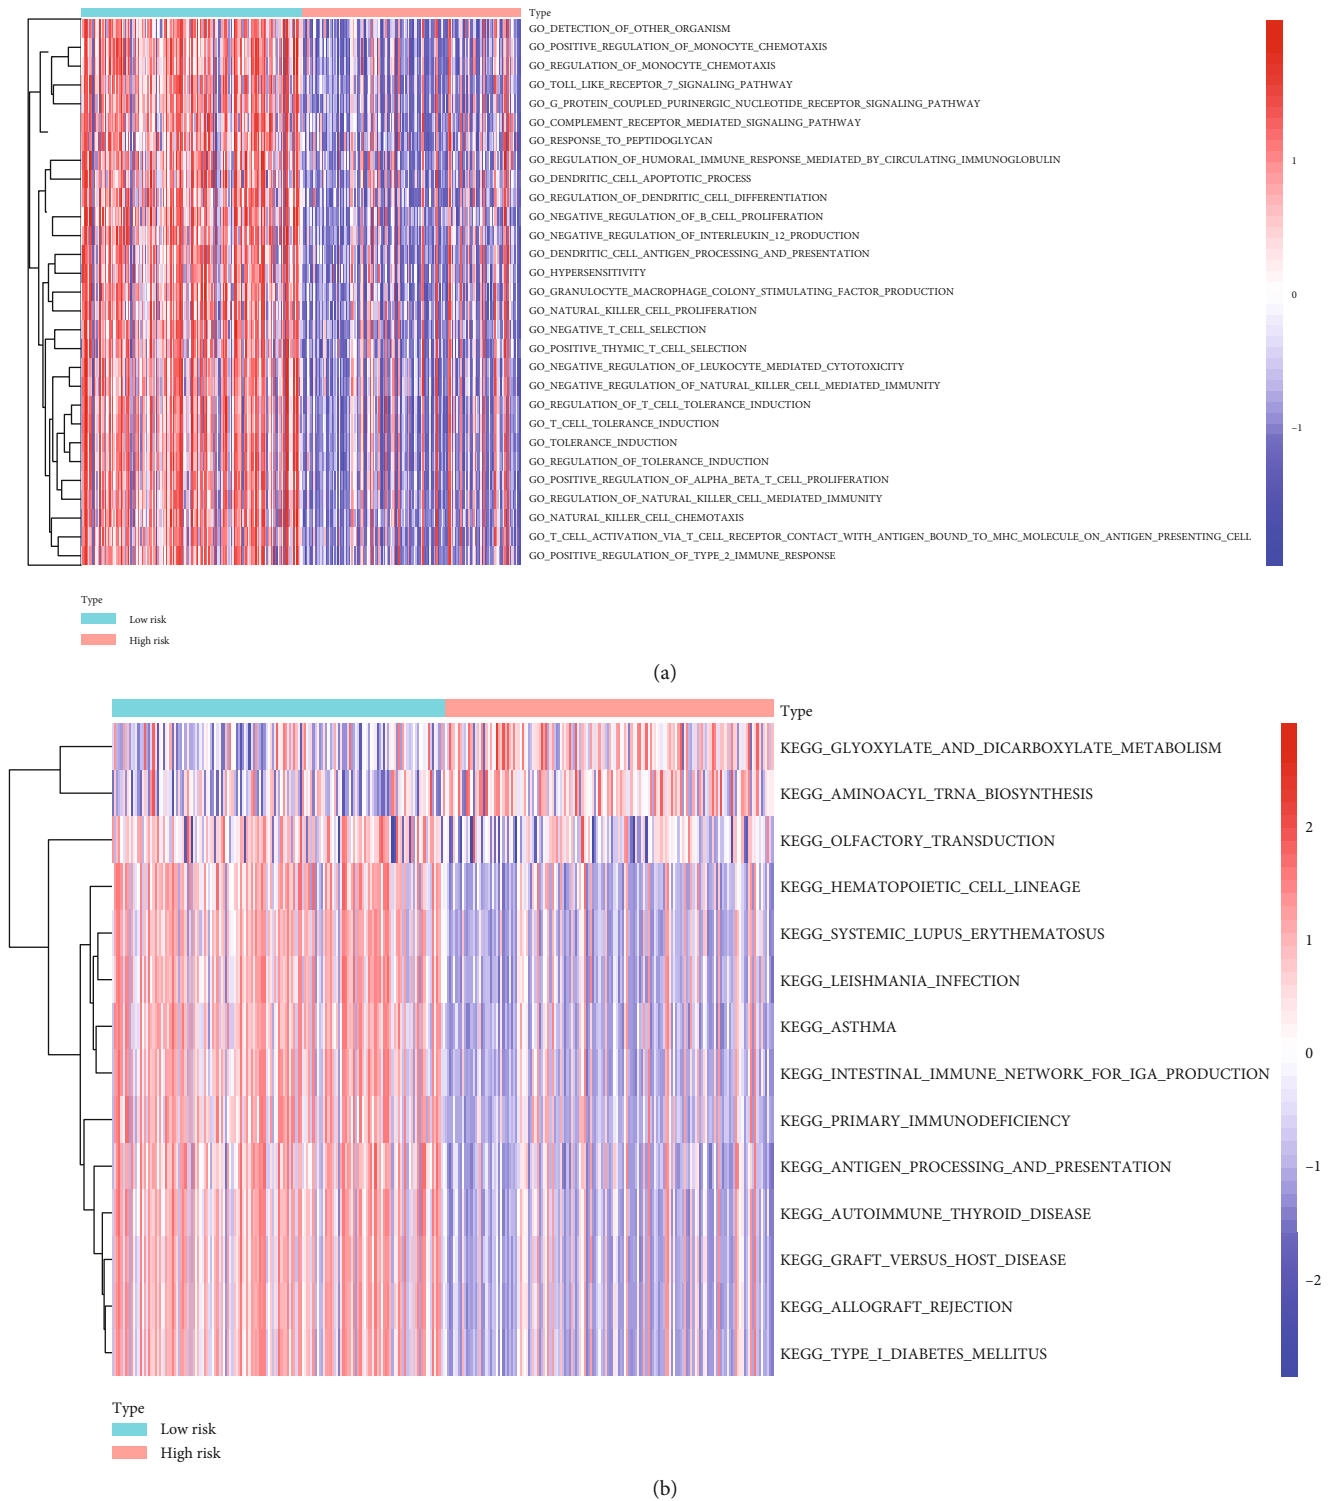 Type
GO_DETECTION_OF_OTHER_ORGANISM
GO_POSITIVE_REGULATION_OF_MONOCYTE_CHEMOTAXIS
GO_REGULATION_OF_MONOCYTE_CHEMOTAXIS
GO_TOLL_LIKE_RECEPTOR_7_SIGNALING_PATHWAY
GO_G_PROTEIN_COUPLED_PURINERGIC_NUCLEOTIDE_RECEPTOR_SIGNALING_PATHWAY
GO_COMPLEMENT_RECEPTOR_MEDIATED_SIGNALING_PATHWAY
GO_RESPONSE_TO_PEPTIDOGLYCAN
GO_REGULATION_OF_HUMORAL_IMMUNE_RESPONSE_MEDIATED_BY_CIRCULATING_IMMUNOGLOBULIN
GO_DENDRITIC_CELL_APOPTOTIC_PROCESS
GO_REGULATION_OF_DENDRITIC_CELL_DIFFERENTIATION
GO_NEGATIVE_REGULATION_OF_B_CELL_PROLIFERATION
GO_NEGATIVE_REGULATION_OF_INTERLEUKIN_12_PRODUCTION
GO_DENDRITIC_CELL_ANTIGEN_PROCESSING_AND_PRESENTATION
GO_HYPERSENSITIVITY
GO_GRANULOCYTE_MACROPHAGE_COLONY_STIMULATING_FACTOR_PRODUCTION
GO_NATURAL_KILLER_CELL_PROLIFERATION
GO_NEGATIVE_T_CELL_SELECTION
GO_POSITIVE_THYMIC_T_CELL_SELECTION
GO_NEGATIVE_REGULATION_OF_LEUKOCYTE_MEDIATED_CYTOTOXICITY
GO_NEGATIVE_REGULATION_OF_NATURAL_KILLER_CELL_MEDIATED_IMMUNITY
GO_REGULATION_OF_T_CELL_TOLERANCE_INDUCTION
GO_T_CELL_TOLERANCE_INDUCTION
GO_TOLERANCE_INDUCTION
GO_REGULATION_OF_TOLERANCE_INDUCTION
GO_POSITIVE_REGULATION_OF_ALPHA_BETA_T_CELL_PROLIFERATION
GO_REGULATION_OF_NATURAL_KILLER_CELL_MEDIATED_IMMUNITY
GO_NATURAL_KILLER_CELL_CHEMOTAXIS
GO_T_CELL_ACTIVATION_VIA_T_CELL_RECEPTOR_CONTACT_WITH_ANTIGEN_BOUND_TO_MHC_MOLECULE_ON_ANTIGEN_PRESENTING_CELL
GO_POSITIVE_REGULATION_OF_TYPE_2_IMMUNE_RESPONSE
1
0
−1
Type
Low risk
High risk
(a)
Type
KEGG_GLYOXYLATE_AND_DICARBOXYLATE_METABOLISM
KEGG_AMINOACYL_TRNA_BIOSYNTHESIS
KEGG_OLFACTORY_TRANSDUCTION
KEGG_HEMATOPOIETIC_CELL_LINEAGE
KEGG_SYSTEMIC_LUPUS_ERYTHEMATOSUS
KEGG_LEISHMANIA_INFECTION
KEGG_ASTHMA
KEGG_INTESTINAL_IMMUNE_NETWORK_FOR_IGA_PRODUCTION
KEGG_PRIMARY_IMMUNODEFICIENCY
KEGG_ANTIGEN_PROCESSING_AND_PRESENTATION
KEGG_AUTOIMMUNE_THYROID_DISEASE
KEGG_GRAFT_VERSUS_HOST_DISEASE
KEGG_ALLOGRAFT_REJECTION
KEGG_TYPE_I_DIABETES_MELLITUS
2
1
0
−1
−2
Type
Low risk
High risk
(b)